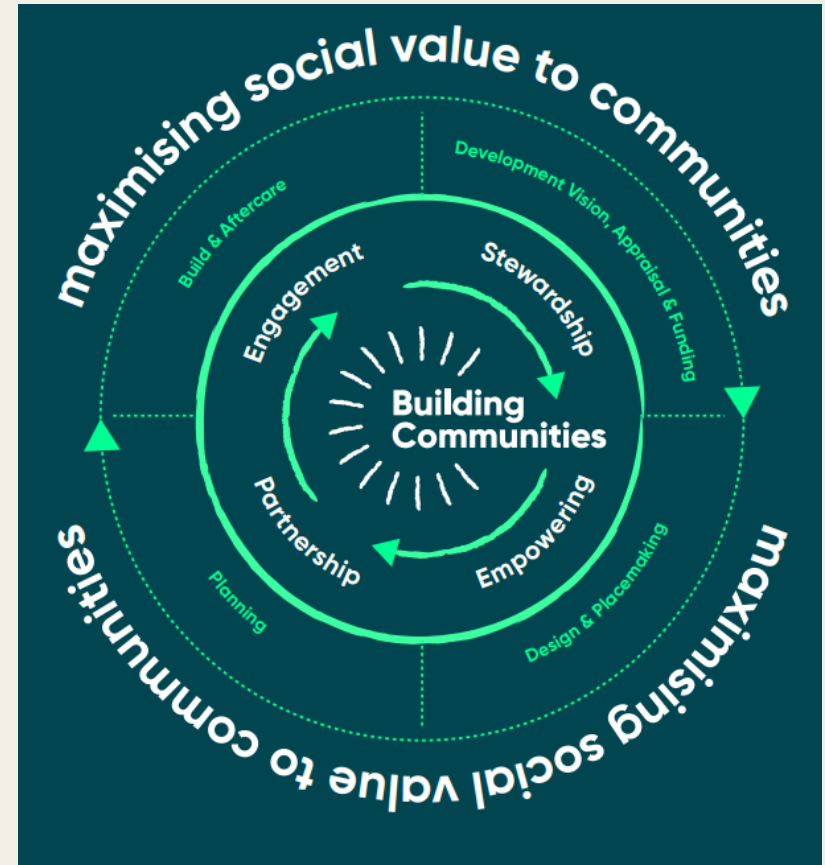 maximising social value to communities
Development Vision, Appraisal & Funding
Build & Aftercare
Engagement
Stewardship
Building
Communities
Partnership
Empowering
Planning
Design & Placemaking
maximising social value to communities